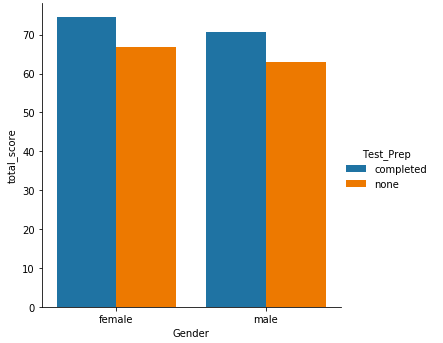 70
60
50
40
30
20
10
0
total_score
female
male
Gender
Test_Prep
completed
none